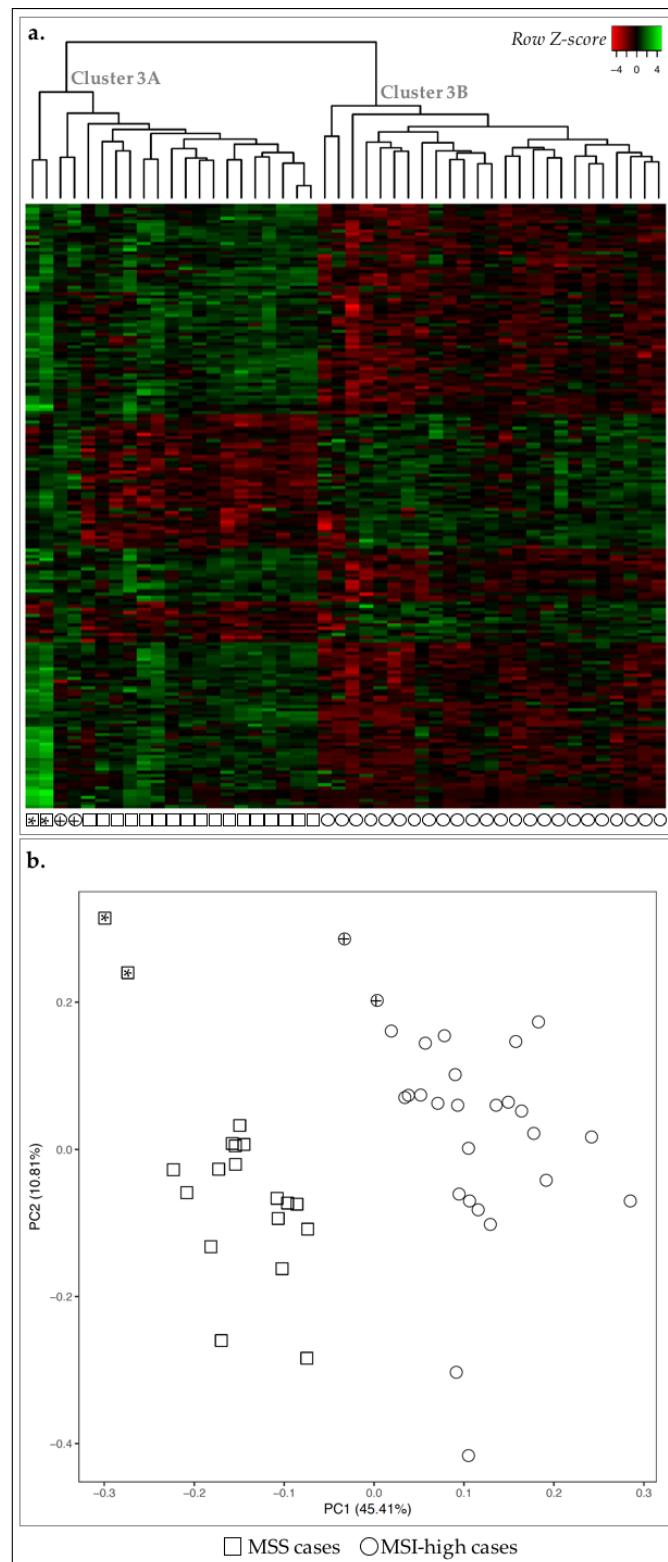 a.
Row Z-score
−4 0 4
Cluster 3A
Cluster 3B
b.
0.2
0.0
−0.2
−0.4
PC2 (10.81%)
−0.3 −0.2 −0.1 0.0 0.1 0.2 0.3
PC1 (45.41%)
MSS cases MSI-high cases